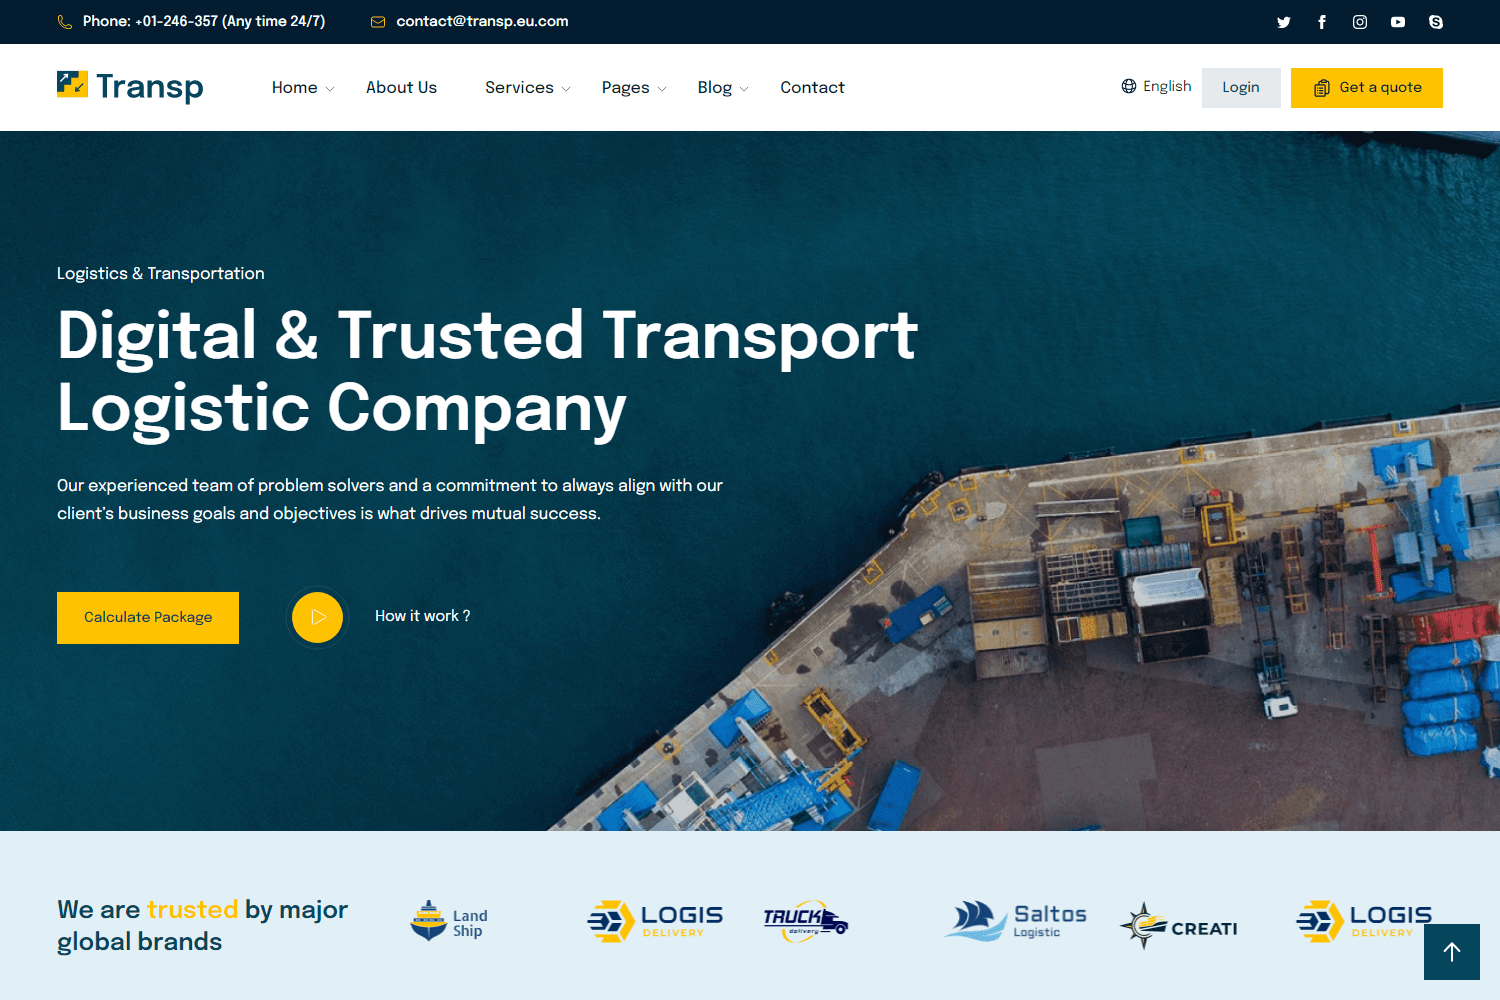 Phone: +01-246-357 (Any time 24/7)
contact@transp.eu.com
Transp
Home
About Us
Services
Pages
Blog
Contact
English
Login
Get a quote
Logistics & Transportation
Digital & Trusted Transport
Logistic Company
Our experienced team of problem solvers and a commitment to always align with our
client's business goals and objectives is what drives mutual success.
Calculate Package
How it work ?
We are trusted by major
global brands
Land
Ship
LOGIS
DELIVERY
TRUCK
delivery
Saltos
Logistic
CREATI
LOGIS
DELIVERY